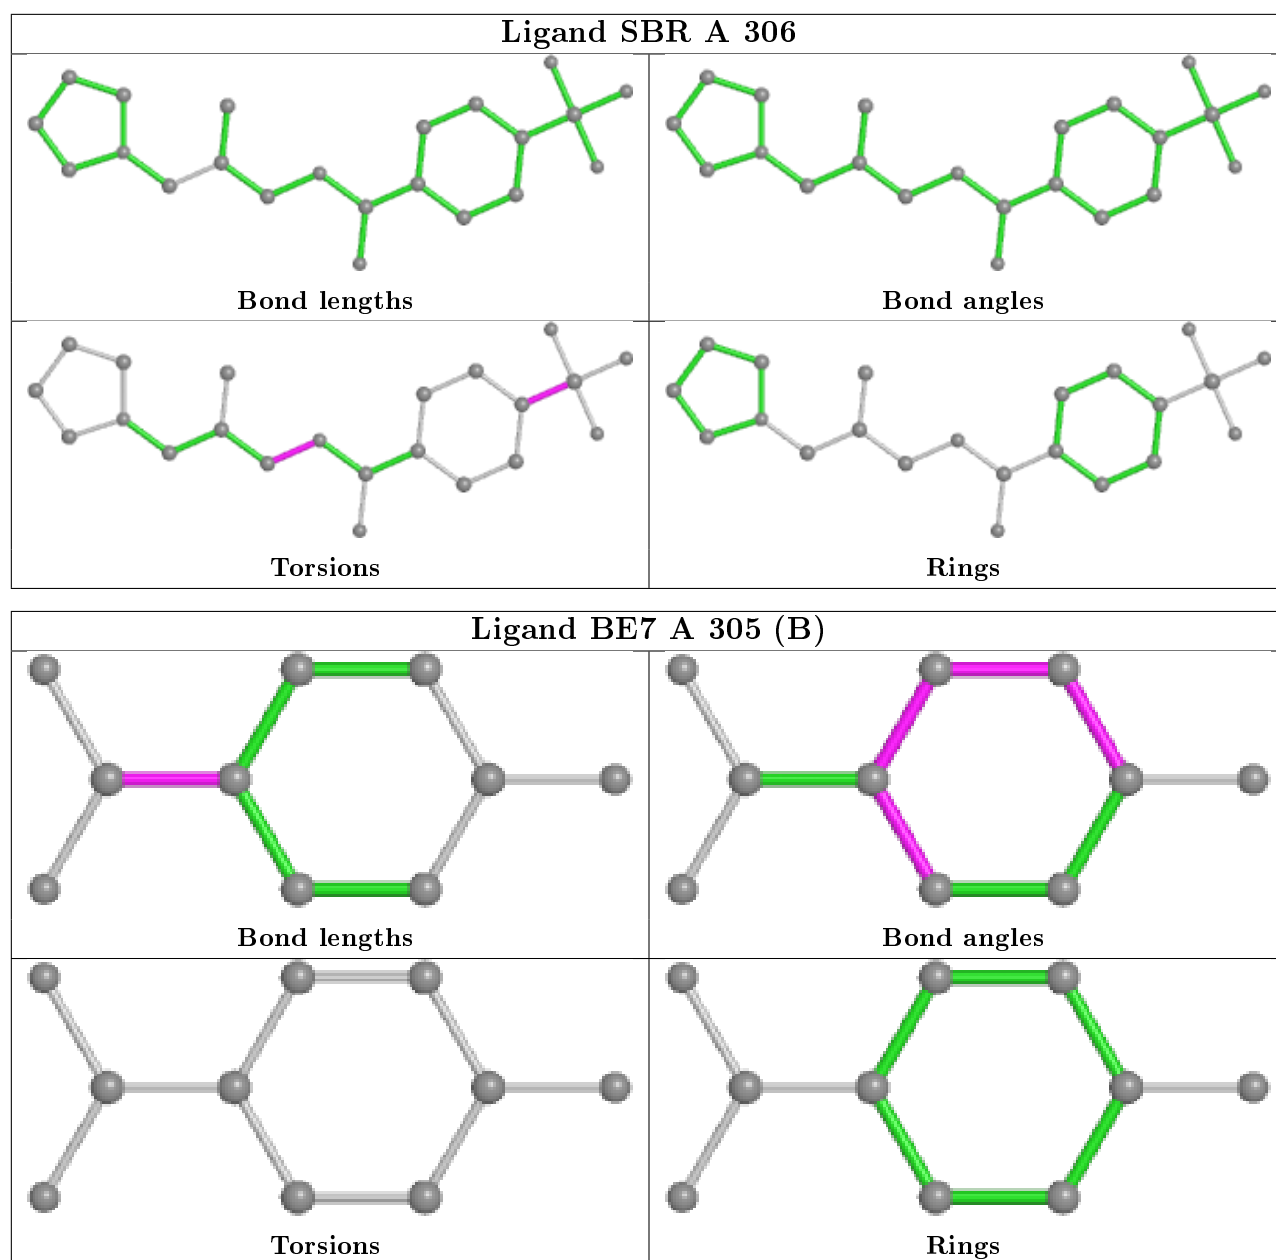 Ligand SBR A 306
Bond lengths
Bond angles
Torsions
Rings
Ligand BE7 A 305 (B)
Bond lengths
Bond angles
Torsions
Rings